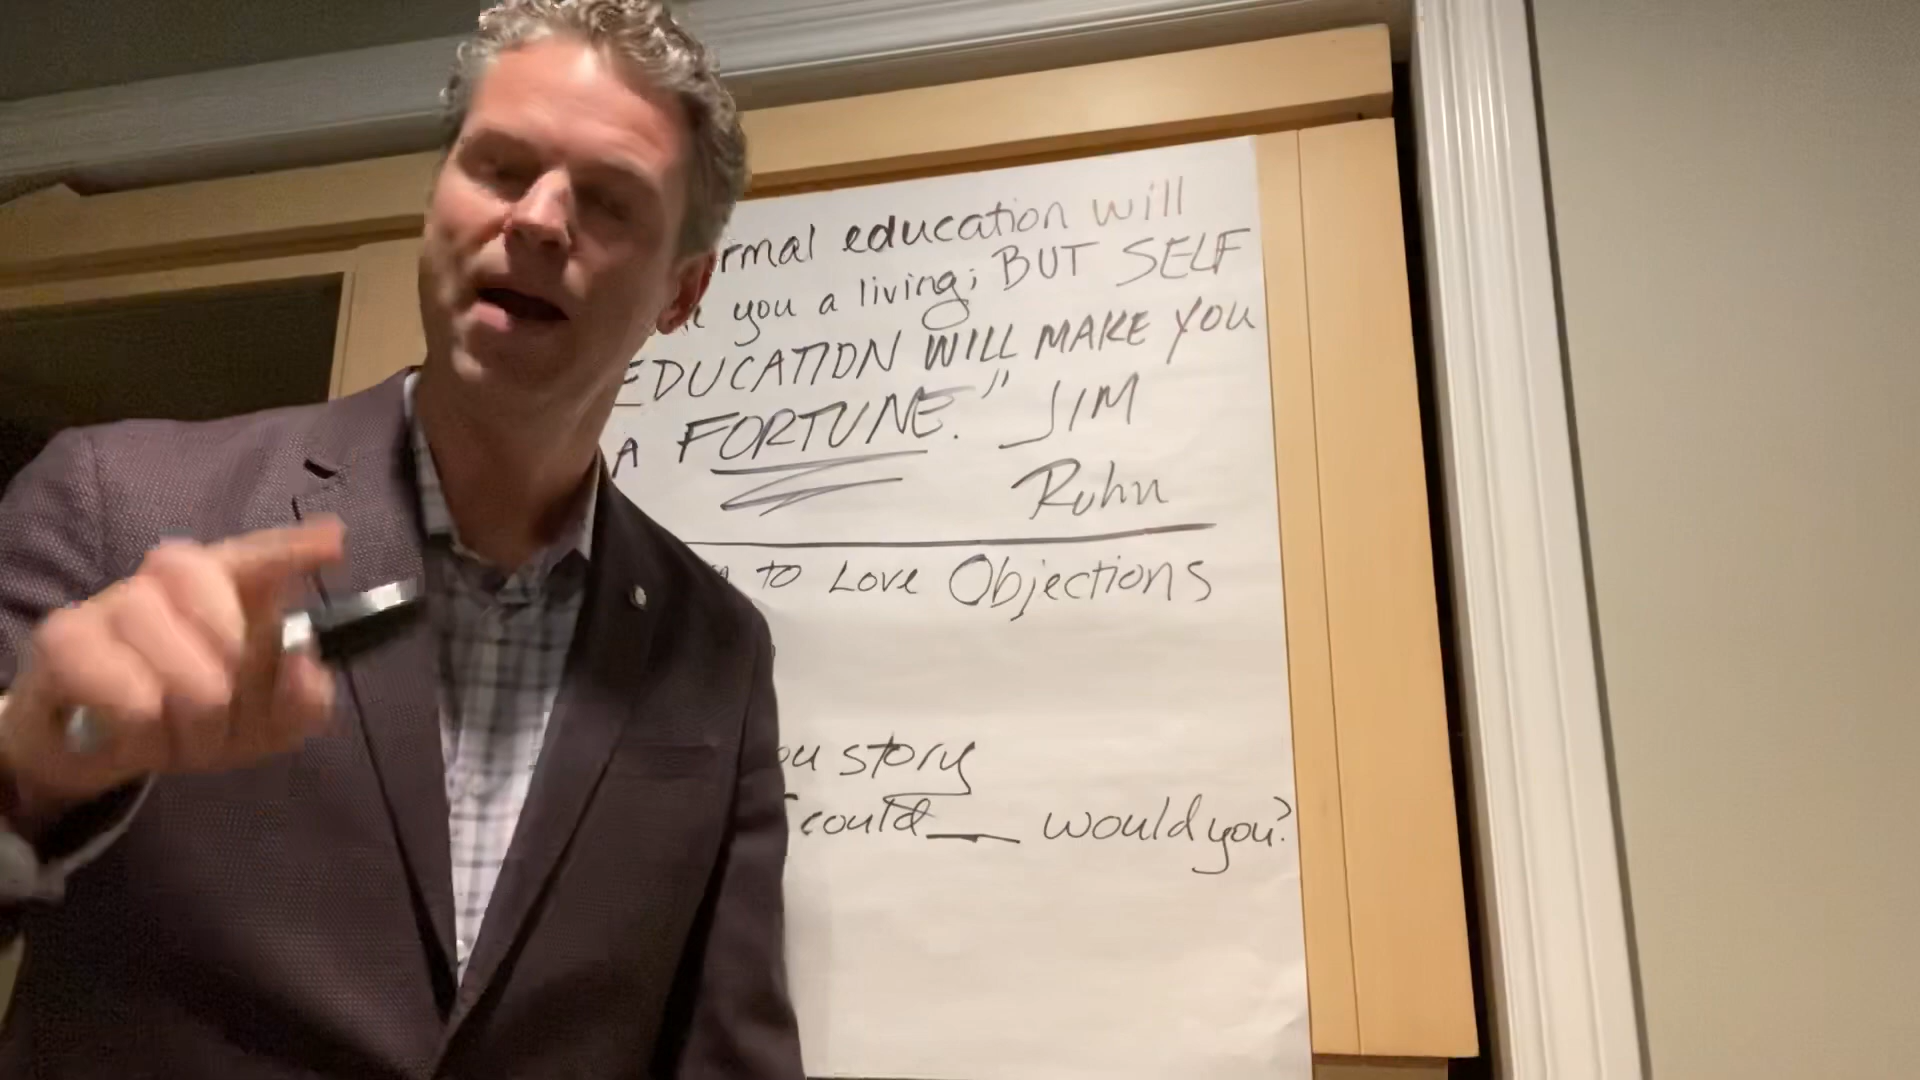 rmal education will
you a living; BUT SELF
EDUCATION WILL MAKE YOU
A FORTUNE." JIM
Rohn
to Love Objections
ou story
could___ would you?